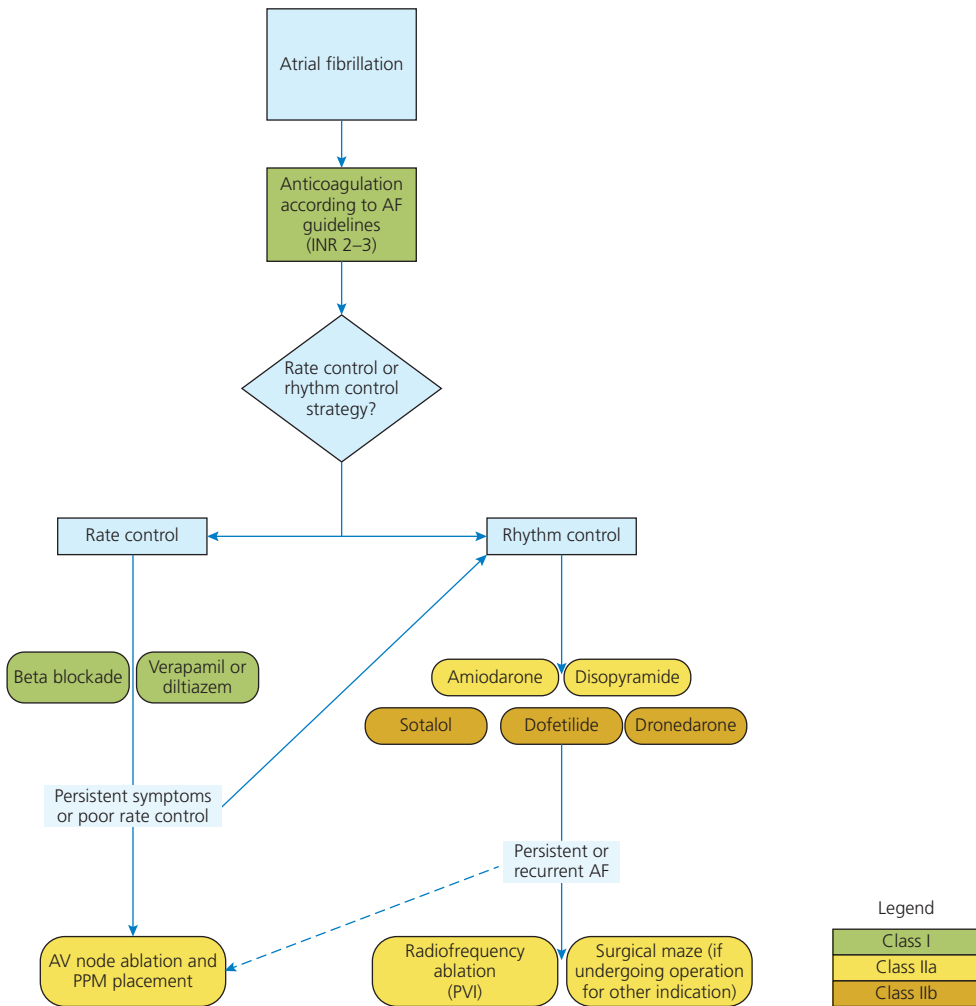 Atrial fibrillation
Anticoagulation
according to AF
guidelines
(INR 2–3)
Rate control or
rhythm control
strategy?
Rate control
Rhythm control
Beta blockade
Verapamil or
diltiazem
Amiodarone
Disopyramide
Sotalol
Dofetilide
Dronedarone
Persistent symptoms
or poor rate control
Persistent or
recurrent AF
AV node ablation and
PPM placement
Radiofrequency
ablation
(PVI)
Surgical maze (if
undergoing operation
for other indication)
Legend
Class I
Class IIa
Class IIb